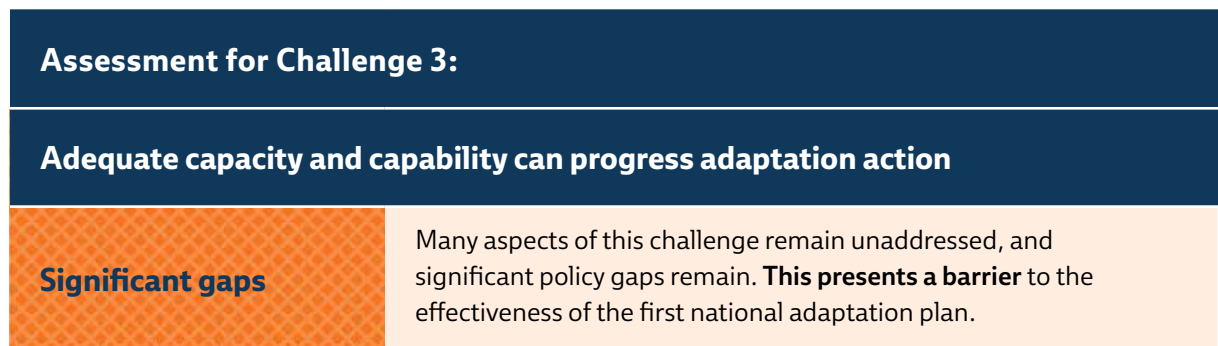 Assessment for Challenge 3:
Adequate capacity and capability can progress adaptation action
Significant gaps
Many aspects of this challenge remain unaddressed, and
significant policy gaps remain. This presents a barrier to the
effectiveness of the first national adaptation plan.